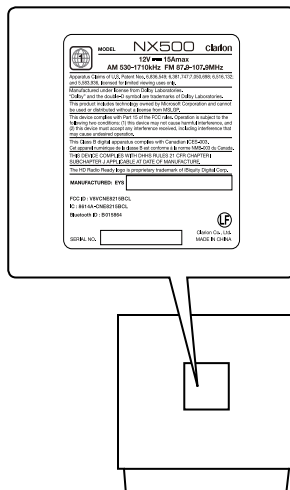 MODEL NX500 clarion
12V 15Amax
AM 530-1710kHz FM 87.9-107.9MHz
Apparatus Claims of U.S. Patent Nos. 6,836,549; 6,381,747;7,050,698; 6,516,132;
and 5,583,936, licensed for limited viewing uses only.
Manufactured under license from Dolby Laboratories.
"Dolby" and the double-D symbol are trademarks of Dolby Laboratories.
This product includes technology owned by Microsoft Corporation and cannot
be used or distributed without a license from MSLGP.
This device complies with Part 15 of the FCC rules. Operation is subject to the
following two conditions: (1) this device may not cause harmful interference, and
(2) this device must accept any interference received, including interference that
may cause undesired operation.
This Class B digital apparatus complies with Canadian ICES-003.
Cet appareil numérique de la classe B est conforme à la norme NMB-003 du Canada.
THIS DEVICE COMPLIES WITH DHHS RULES 21 CFR CHAPTER I
SUBCHAPTER J APPLICABLE AT DATE OF MANUFACTURE.
The HD Radio Ready logo is proprietary trademark of iBiquity Digital Corp.
MANUFACTURED: EYS
FCC ID : V8VCNE8215BCL
IC : 8614A-CNE8215BCL
Bluetooth ID : B015864
LF
Clarion Co., Ltd.
SERIAL NO. MADE IN CHINA